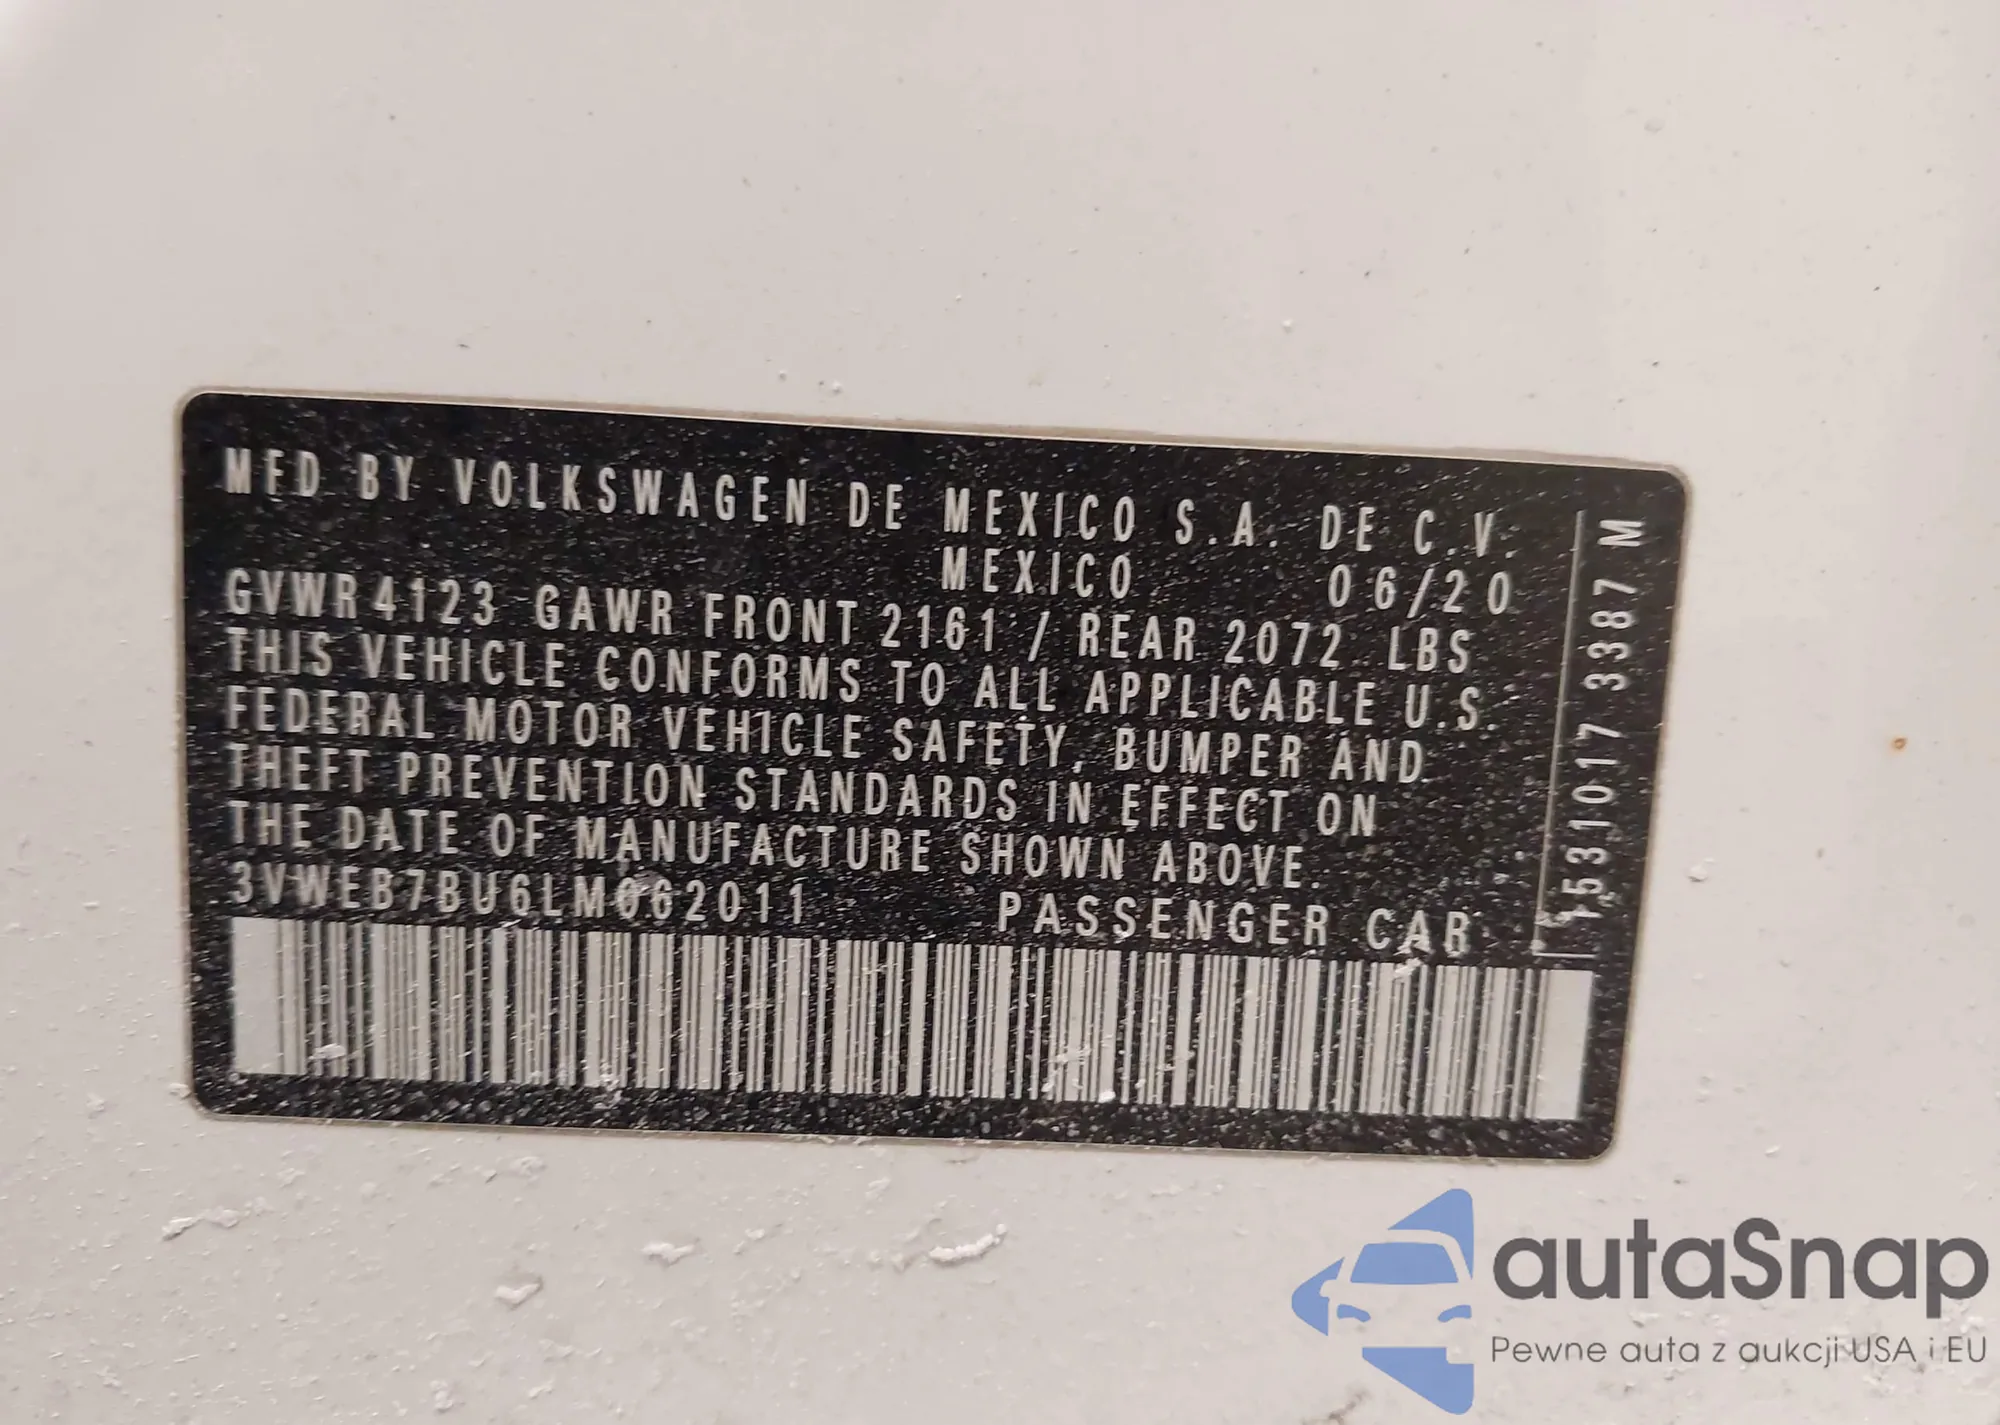 MFD BY VOLKSWAGEN DE MEXICO S.A. DE C.V.
MEXICO 06/20
GVWR 4123 GAWR FRONT 2161 / REAR 2072 LBS
THIS VEHICLE CONFORMS TO ALL APPLICABLE U.S.
FEDERAL MOTOR VEHICLE SAFETY, BUMPER AND
THEFT PREVENTION STANDARDS IN EFFECT ON
THE DATE OF MANUFACTURE SHOWN ABOVE.
3VWEB7BU6LM062011 PASSENGER CAR
1531017 3387 M
autaSnap
Pewne auta z aukcji USA i EU